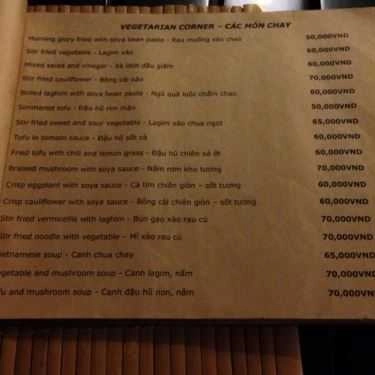 VEGETARIAN CORNER – CÁC MÓN CHAY
Morning glory fried with soya bean paste - Rau muống xào chao 50,000VND
Stir fried vegetable - Lagim xào 60,000VND
Mixed salad and vinegar - Xà lách dầu giấm 60,000VND
Stir fried cauliflower - Bông cải xào 70,000VND
Boiled laghim with soya bean paste - Ngũ quả luộc chấm chao 60,000VND
Simmered tofu - Đậu hũ rim mặn 50,000VND
Stir fried sweet and sour vegetable - Lagim xào chua ngọt 65,000VND
Tofu in tomato sauce - Đậu hũ sốt cà 60,000VND
Fried tofu with chili and lemon grass - Đậu hũ chiên sả ớt 60,000VND
Braised mushroom with soya sauce - Nấm rơm kho tương 70,000VND
Crisp eggplant with soya sauce - Cà tím chiên giòn – sốt tương 60,000VND
Crisp cauliflower with soya sauce - Bông cải chiên giòn – sốt tương 60,000VND
Stir fried vermicelli with laghim - Bún gạo xào rau củ 70,000VND
Stir fried noodle with vegetable - Mì xào rau củ 70,000VND
etnamese soup - Canh chua chay 65,000VND
egetable and mushroom soup - Canh lagim, nấm 70,000VND
fu and mushroom soup - Canh đậu hũ non, nấm 70,000VND